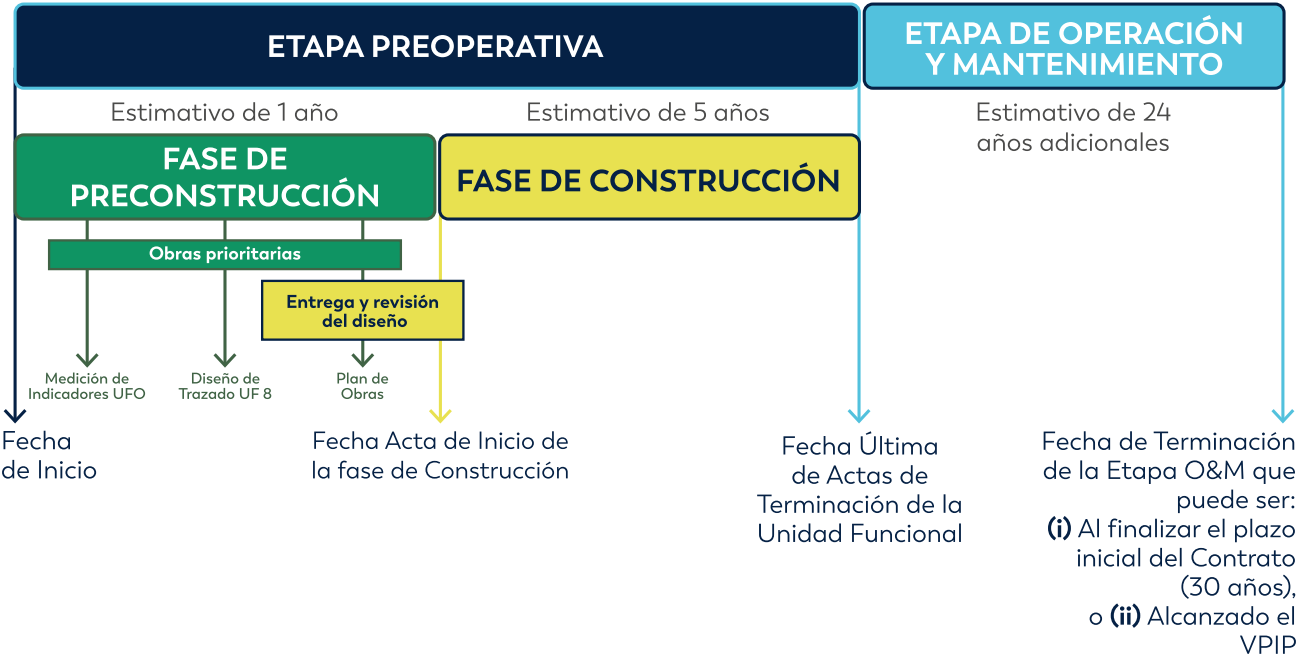 ETAPA PREOPERATIVA
ETAPA DE OPERACIÓN
Y MANTENIMIENTO
Estimativo de 1 año
Estimativo de 5 años
Estimativo de 24
años adicionales
FASE DE
PRECONSTRUCCIÓN
FASE DE CONSTRUCCIÓN
Obras prioritarias
Entrega y revisión
del diseño
Medición de
Indicadores UFO
Diseño de
Trazado UF 8
Plan de
Obras
Fecha
de Inicio
Fecha Acta de Inicio de
la fase de Construcción
Fecha Última
de Actas de
Terminación de la
Unidad Funcional
Fecha de Terminación
de la Etapa O&M que
puede ser:
(i) Al finalizar el plazo
inicial del Contrato
(30 años),
o (ii) Alcanzado el
VPIP